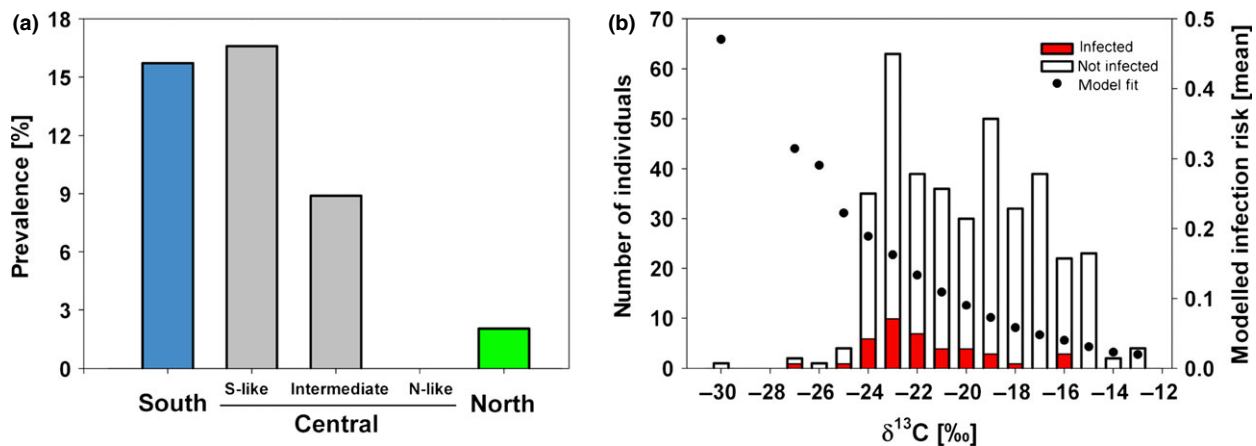 (a)
Prevalence [%]
18
15
12
9
6
3
0
S-like Intermediate N-like
South North
Central
(b)
Number of individuals
70
60
50
40
30
20
10
0
Infected
Not infected
Model fit
0.5
0.4
0.3
0.2
0.1
0.0
Modelled infection risk [mean]
–30 –28 –26 –24 –22 –20 –18 –16 –14 –12
δ13C [‰]